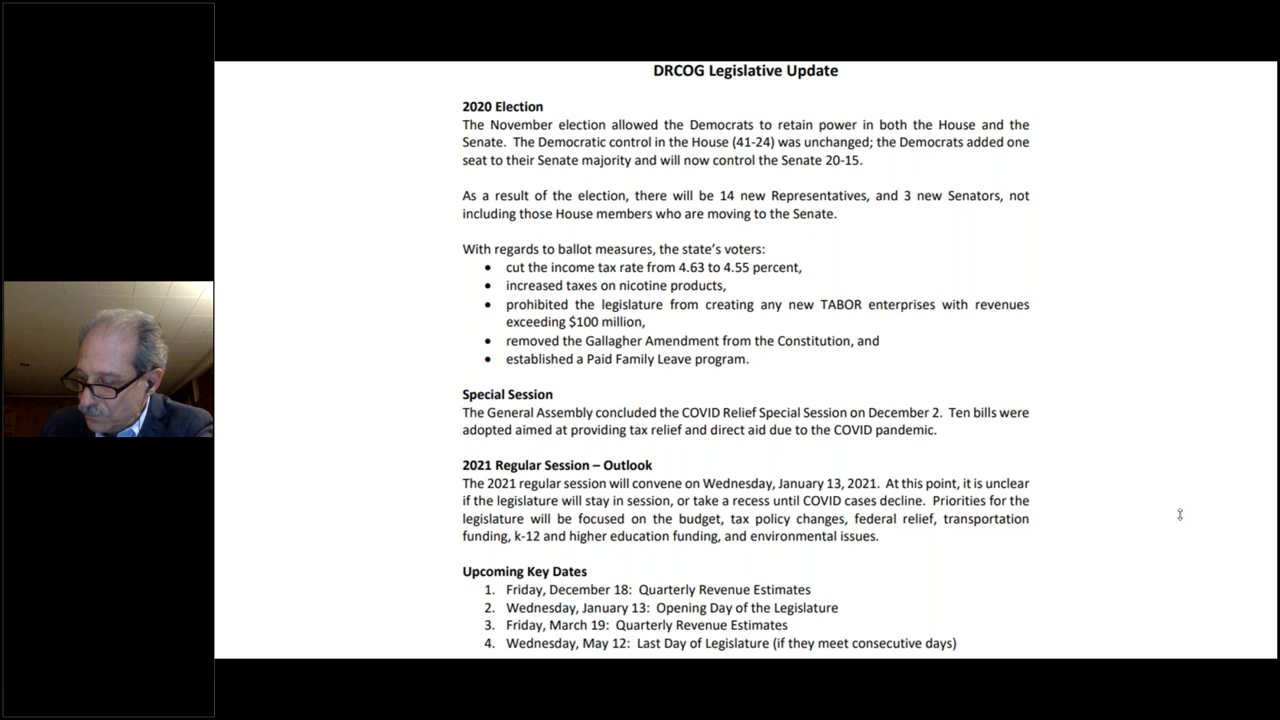 DRCOG Legislative Update
2020 Election
The November election allowed the Democrats to retain power in both the House and the
Senate. The Democratic control in the House (41-24) was unchanged; the Democrats added one
seat to their Senate majority and will now control the Senate 20-15.
As a result of the election, there will be 14 new Representatives, and 3 new Senators, not
including those House members who are moving to the Senate.
With regards to ballot measures, the state's voters:
• cut the income tax rate from 4.63 to 4.55 percent,
• increased taxes on nicotine products,
• prohibited the legislature from creating any new TABOR enterprises with revenues
exceeding $100 million,
• removed the Gallagher Amendment from the Constitution, and
• established a Paid Family Leave program.
Special Session
The General Assembly concluded the COVID Relief Special Session on December 2. Ten bills were
adopted aimed at providing tax relief and direct aid due to the COVID pandemic.
2021 Regular Session – Outlook
The 2021 regular session will convene on Wednesday, January 13, 2021. At this point, it is unclear
if the legislature will stay in session, or take a recess until COVID cases decline. Priorities for the
legislature will be focused on the budget, tax policy changes, federal relief, transportation
funding, k-12 and higher education funding, and environmental issues.
Upcoming Key Dates
1. Friday, December 18: Quarterly Revenue Estimates
2. Wednesday, January 13: Opening Day of the Legislature
3. Friday, March 19: Quarterly Revenue Estimates
4. Wednesday, May 12: Last Day of Legislature (if they meet consecutive days)